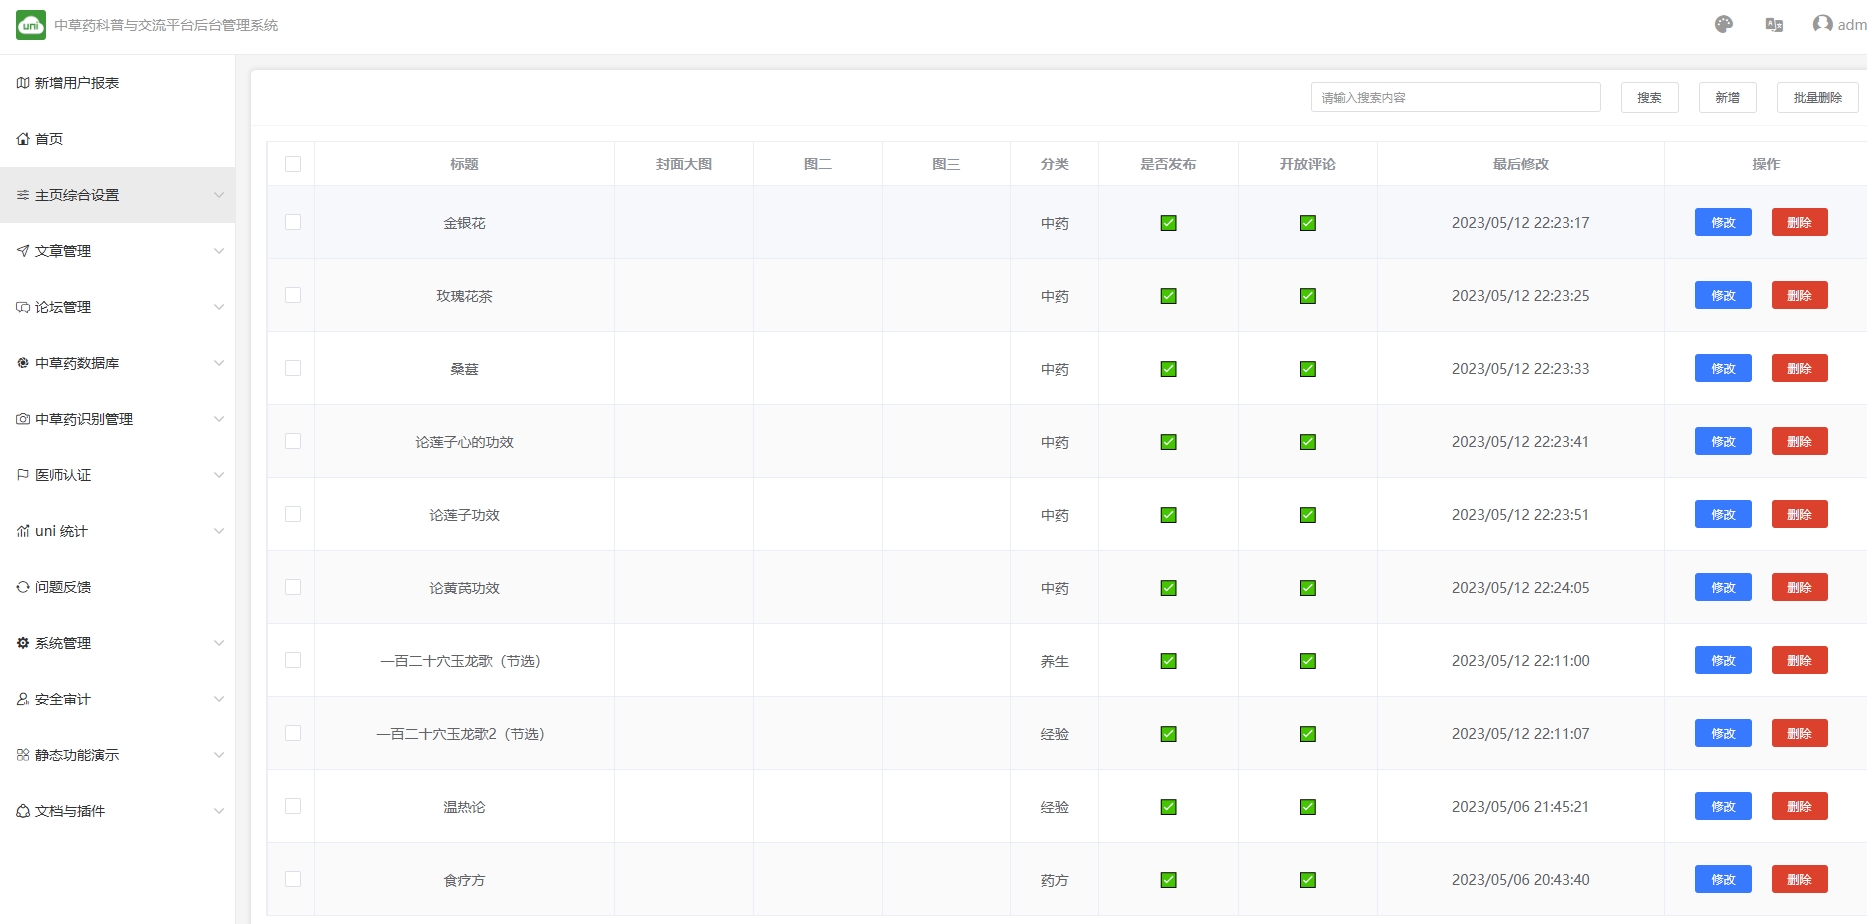 uni 中草药科普与交流平台后台管理系统 adm
新增用户报表
首页
主页综合设置
文章管理
论坛管理
中草药数据库
中草药识别管理
医师认证
uni 统计
问题反馈
系统管理
安全审计
静态功能演示
文档与插件
请输入搜索内容 搜索 新增 批量删除
标题 封面大图 图二 图三 分类 是否发布 开放评论 最后修改 操作
金银花 中药 2023/05/12 22:23:17 修改 删除
玫瑰花茶 中药 2023/05/12 22:23:25 修改 删除
桑葚 中药 2023/05/12 22:23:33 修改 删除
论莲子心的功效 中药 2023/05/12 22:23:41 修改 删除
论莲子功效 中药 2023/05/12 22:23:51 修改 删除
论黄芪功效 中药 2023/05/12 22:24:05 修改 删除
一百二十穴玉龙歌（节选） 养生 2023/05/12 22:11:00 修改 删除
一百二十穴玉龙歌2（节选） 经验 2023/05/12 22:11:07 修改 删除
温热论 经验 2023/05/06 21:45:21 修改 删除
食疗方 药方 2023/05/06 20:43:40 修改 删除